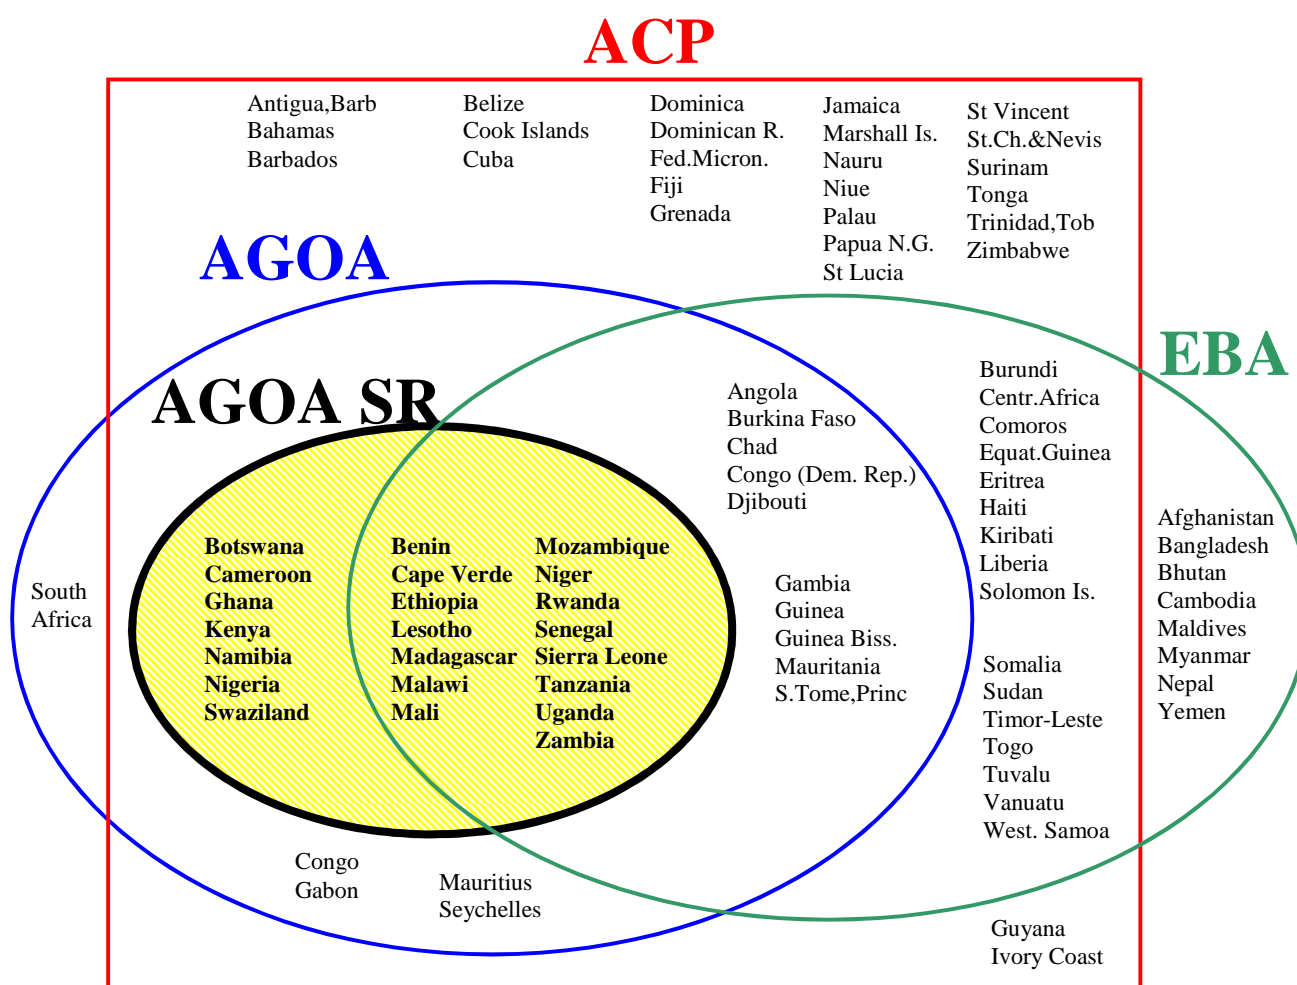 ACP
Antigua,Barb
Bahamas
Barbados
Belize
Cook Islands
Cuba
Dominica
Dominican R.
Fed.Micron.
Fiji
Grenada
Jamaica
Marshall Is.
Nauru
Niue
Palau
Papua N.G.
St Lucia
St Vincent
St.Ch.&Nevis
Surinam
Tonga
Trinidad,Tob
Zimbabwe
AGOA
EBA
AGOA SR
Angola
Burkina Faso
Chad
Congo (Dem. Rep.)
Djibouti
Burundi
Centr.Africa
Comoros
Equat.Guinea
Eritrea
Haiti
Kiribati
Liberia
Solomon Is.
Afghanistan
Bangladesh
Bhutan
Cambodia
Maldives
Myanmar
Nepal
Yemen
South
Africa
Botswana
Cameroon
Ghana
Kenya
Namibia
Nigeria
Swaziland
Benin
Cape Verde
Ethiopia
Lesotho
Madagascar
Malawi
Mali
Mozambique
Niger
Rwanda
Senegal
Sierra Leone
Tanzania
Uganda
Zambia
Gambia
Guinea
Guinea Biss.
Mauritania
S.Tome,Princ
Somalia
Sudan
Timor-Leste
Togo
Tuvalu
Vanuatu
West. Samoa
Congo
Gabon
Mauritius
Seychelles
Guyana
Ivory Coast